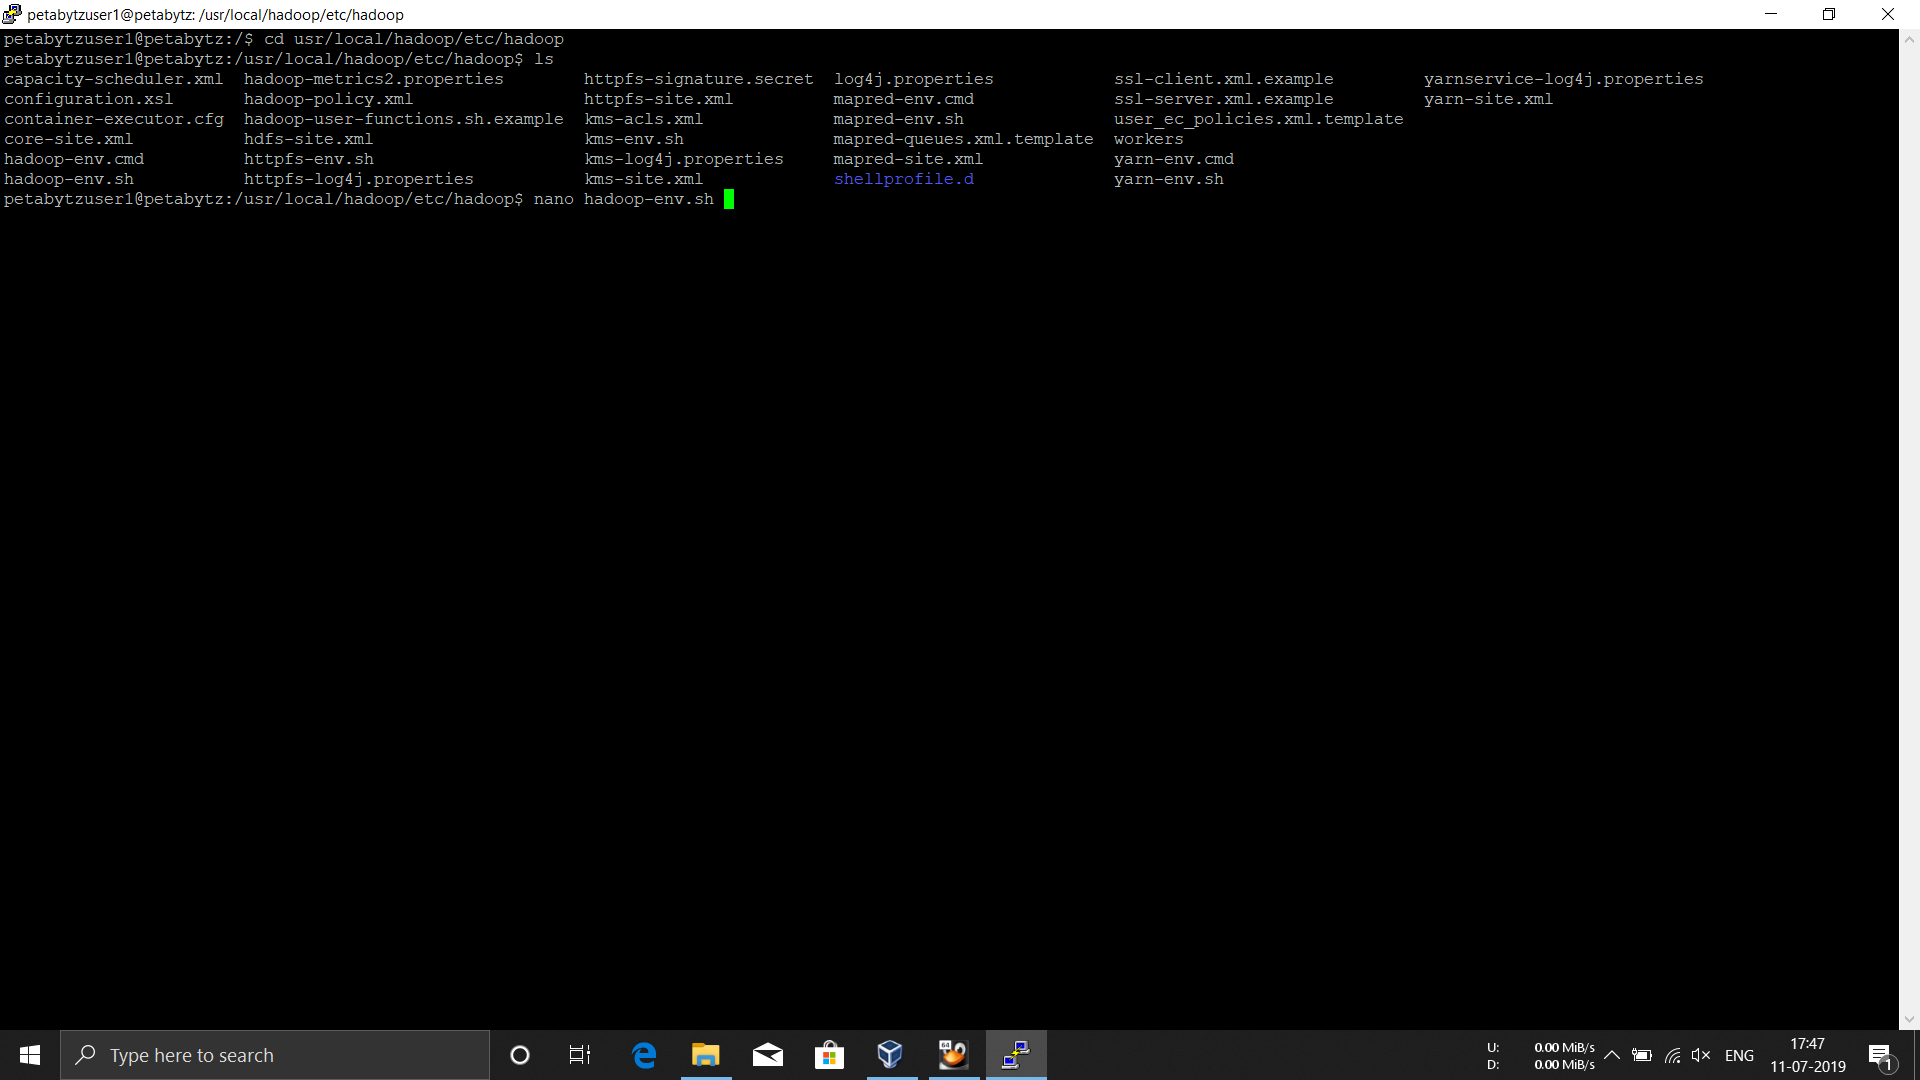 petabytzuser1@petabytz: /usr/local/hadoop/etc/hadoop
petabytzuser1@petabytz:/$ cd usr/local/hadoop/etc/hadoop
petabytzuser1@petabytz:/usr/local/hadoop/etc/hadoop$ ls
capacity-scheduler.xml  hadoop-metrics2.properties        httpfs-signature.secret  log4j.properties            ssl-client.xml.example         yarnservice-log4j.properties
configuration.xsl       hadoop-policy.xml                 httpfs-site.xml          mapred-env.cmd              ssl-server.xml.example         yarn-site.xml
container-executor.cfg  hadoop-user-functions.sh.example  kms-acls.xml             mapred-env.sh               user_ec_policies.xml.template
core-site.xml           hdfs-site.xml                     kms-env.sh               mapred-queues.xml.template  workers
hadoop-env.cmd          httpfs-env.sh                     kms-log4j.properties     mapred-site.xml             yarn-env.cmd
hadoop-env.sh           httpfs-log4j.properties           kms-site.xml             shellprofile.d              yarn-env.sh
petabytzuser1@petabytz:/usr/local/hadoop/etc/hadoop$ nano hadoop-env.sh
Type here to search
64
U: 0.00 MiB/s
D: 0.00 MiB/s
ENG
17:47
11-07-2019
1